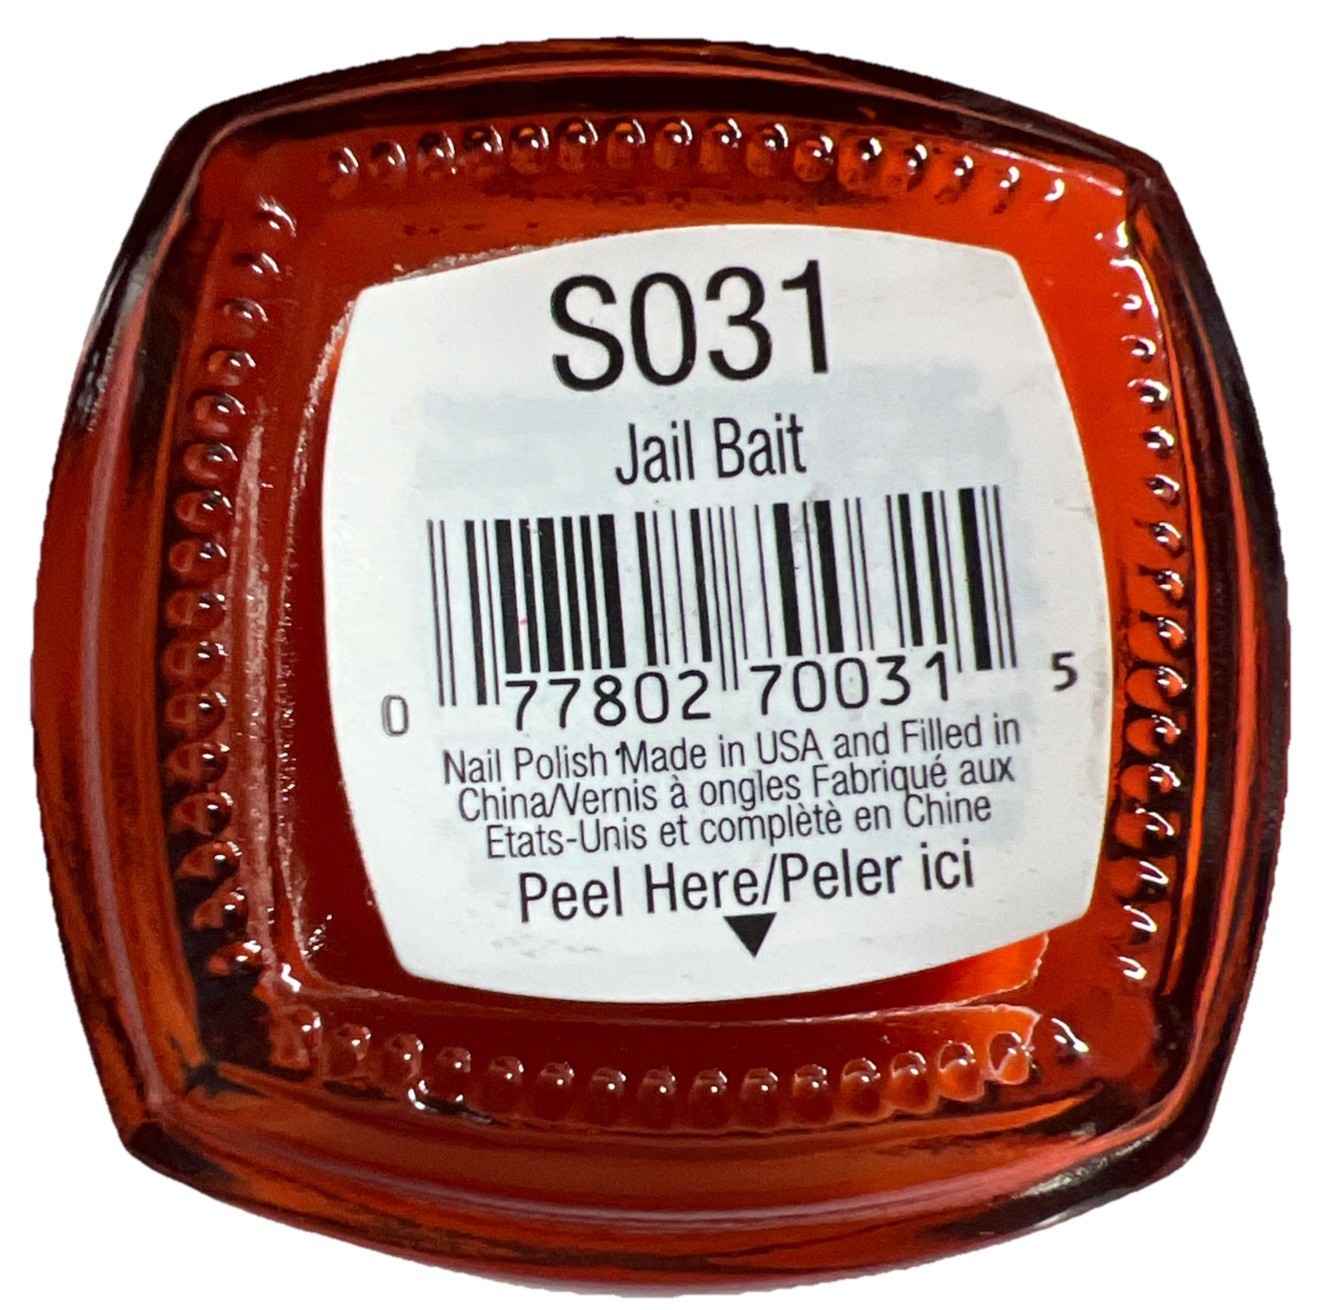 S031
Jail Bait
0 77802 70031 5
Nail Polish Made in USA and Filled in
China/Vernis à ongles Fabriqué aux
Etats-Unis et complètè en Chine
Peel Here/Peler ici